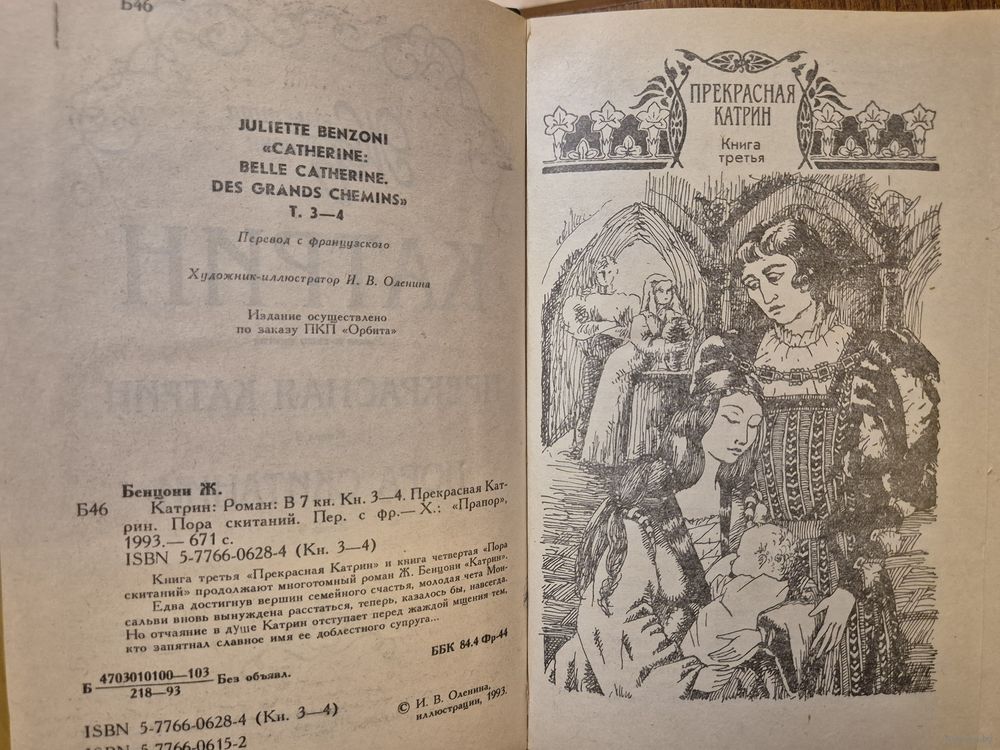 Б46
JULIETTE BENZONI
«CATHERINE:
BELLE CATHERINE.
DES GRANDS CHEMINS»
Т. 3—4
Перевод с французского
Художник-иллюстратор И. В. Оленина
Издание осуществлено
по заказу ПКП «Орбита»
Бенцони Ж.
Б46
Катрин: Роман: В 7 кн. Кн. 3—4. Прекрасная Кат-
рин. Пора скитаний. Пер. с фр.— Х.: «Прапор»,
1993.— 671 с.
ISBN 5-7766-0628-4 (Кн. 3—4)
Книга третья «Прекрасная Катрин» и книга четвертая «Пора
скитаний» продолжают многотомный роман Ж. Бенцони «Катрин».
Едва достигнув вершин семейного счастья, молодая чета Мон-
сальви вновь вынуждена расстаться, теперь, казалось бы, навсегда.
Но отчаяние в душе Катрин отступает перед жаждой мщения тем,
кто запятнал славное имя ее доблестного супруга...
Б 4703010100—103
218—93
Без объявл.
ББК 84.4 Фр-44
ISBN 5-7766-0628-4 (Кн. 3—4)
ISBN 5-7766-0615-2
© И. В. Оленина,
иллюстрации, 1993.
ПРЕКРАСНАЯ
КАТРИН
Книга
третья